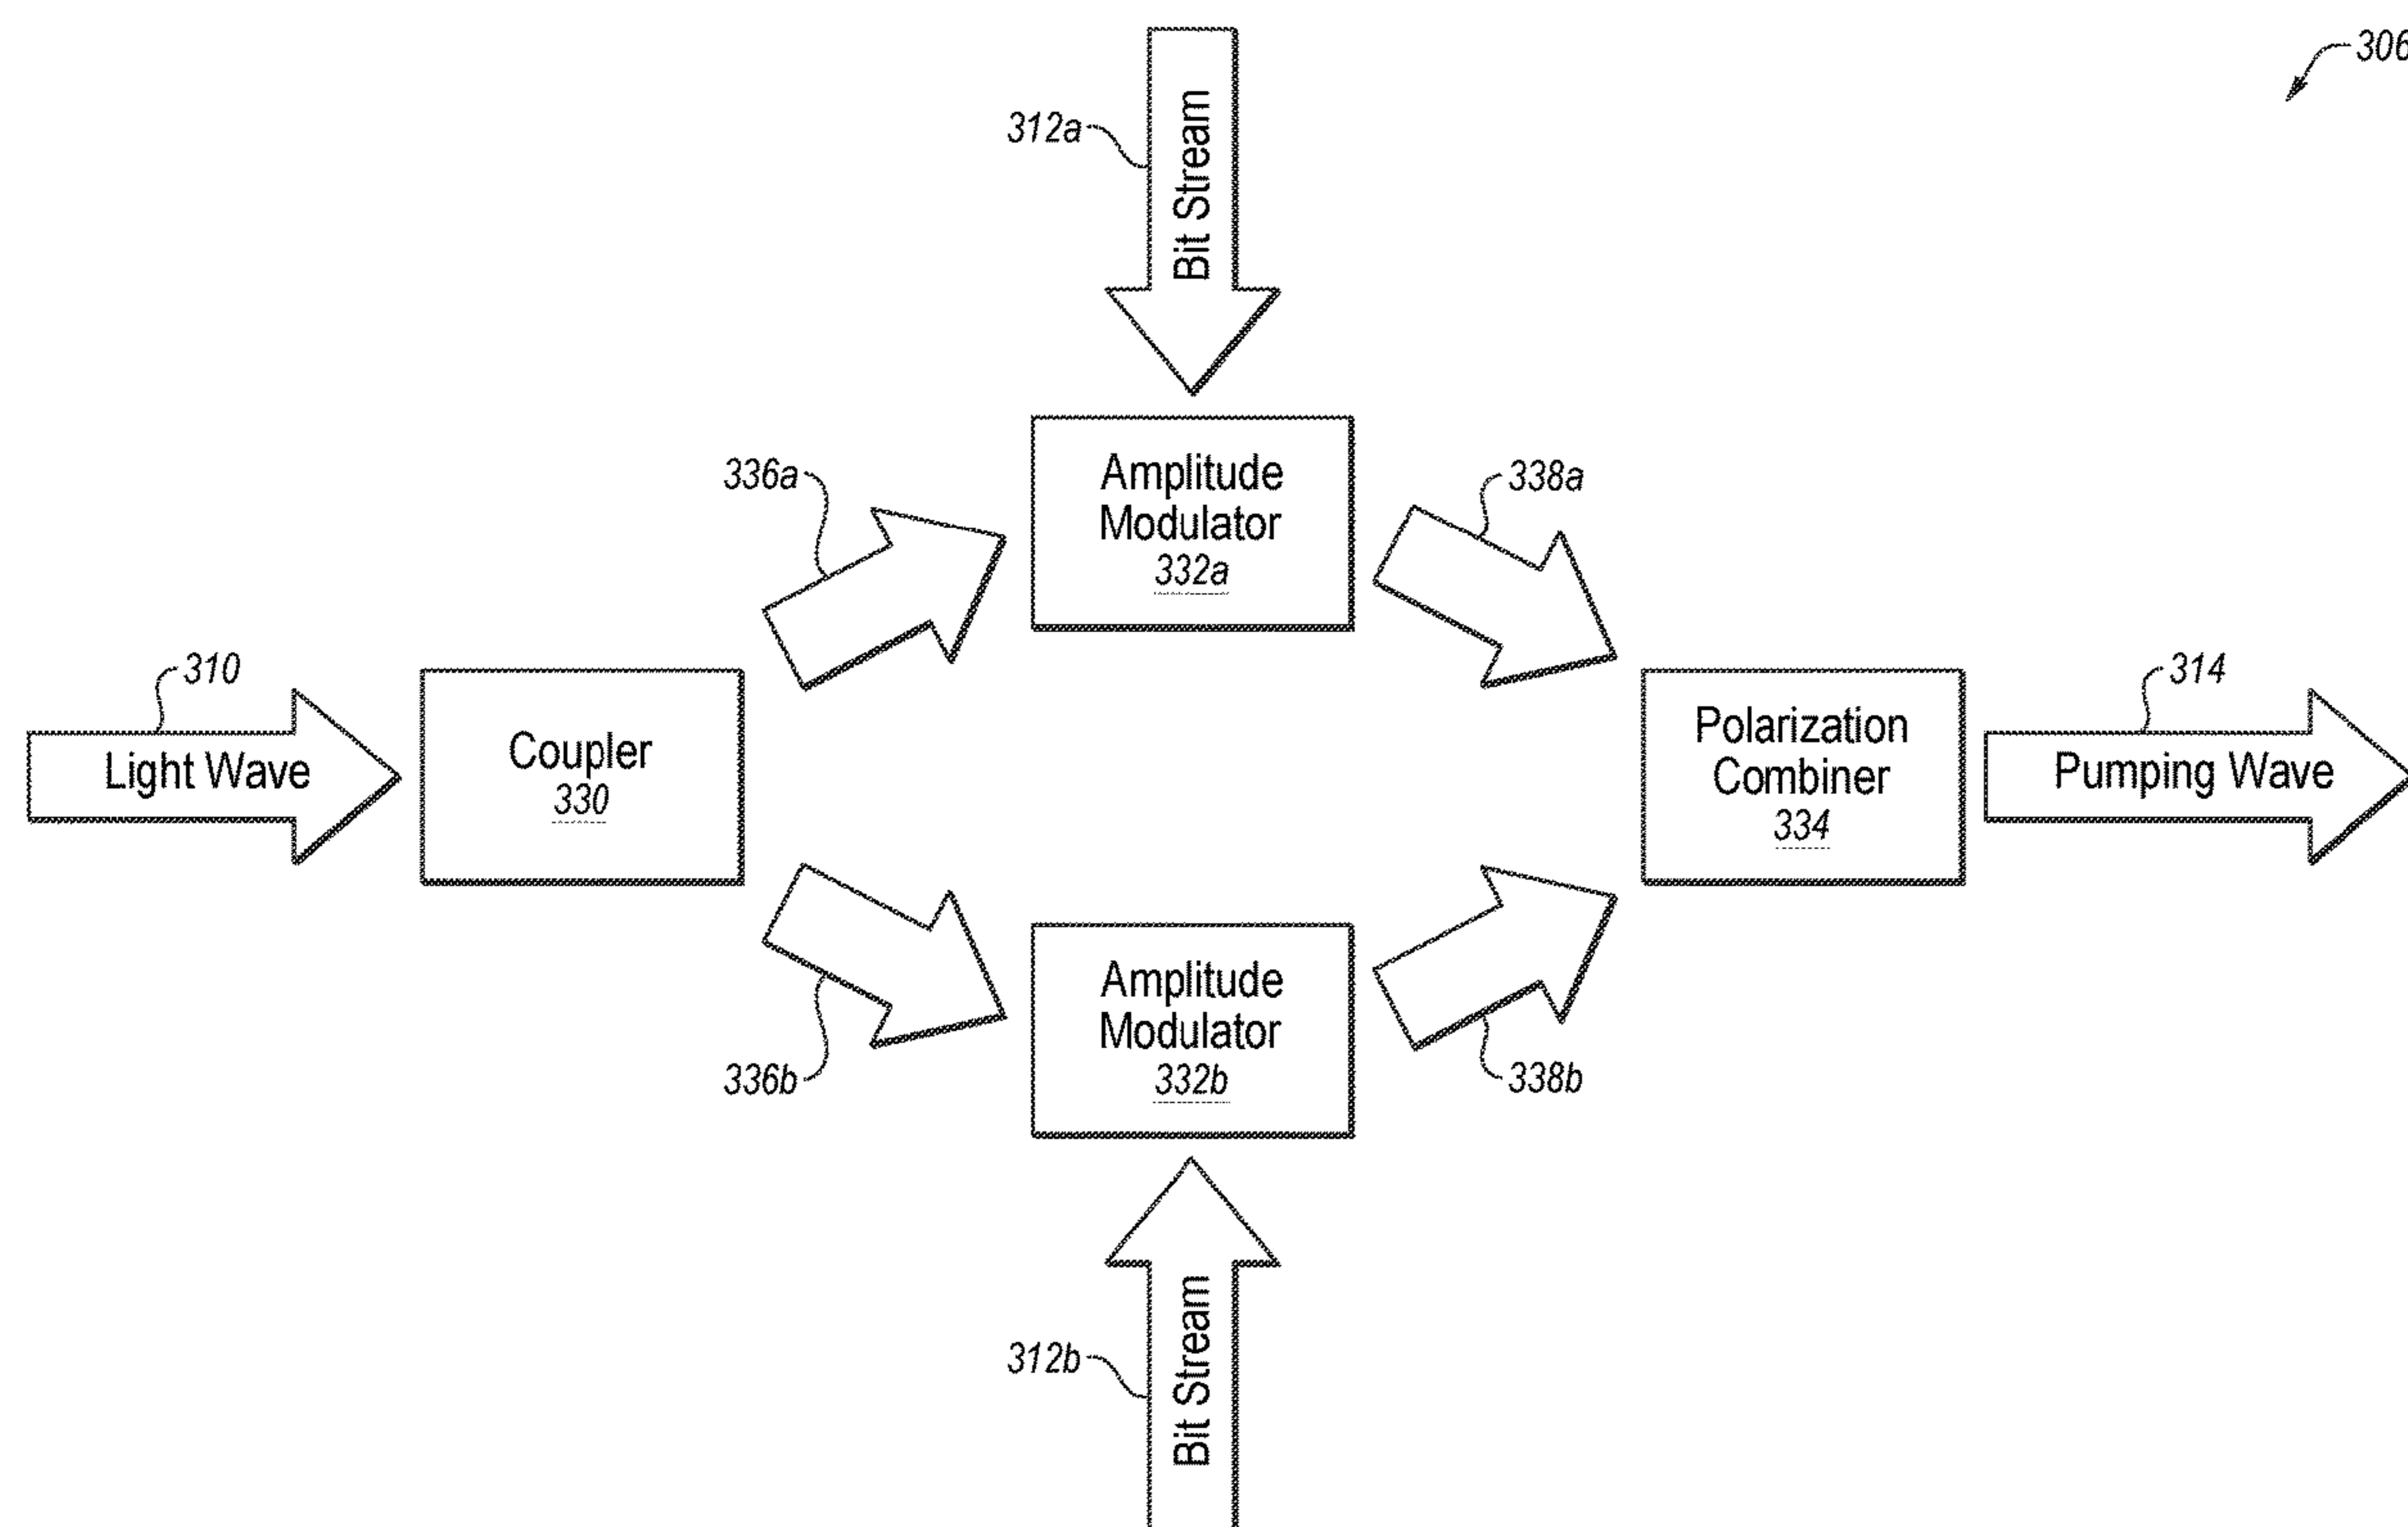 306
312a
Bit Stream
336a
Amplitude
Modulator
332a
338a
310
Light Wave
Coupler
330
Polarization
Combiner
334
314
Pumping Wave
336b
Amplitude
Modulator
332b
338b
312b
Bit Stream